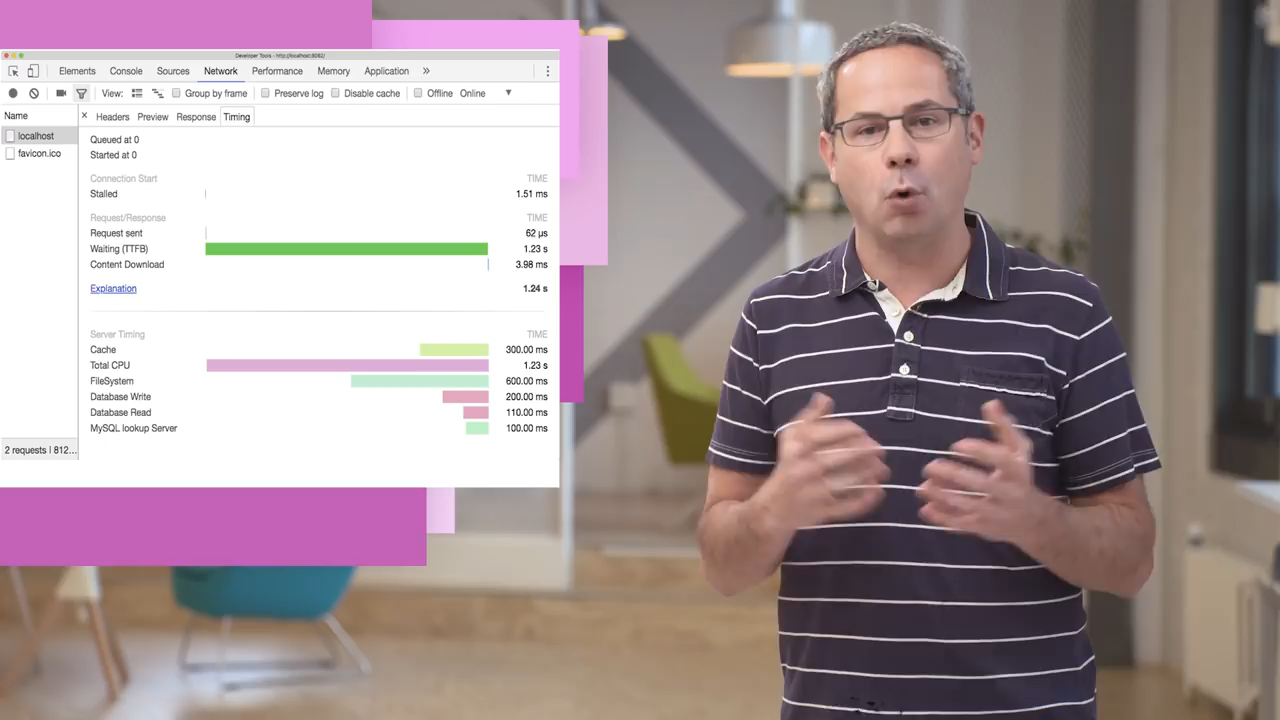 Developer Tools - http://localhost:8082/
Elements Console Sources Network Performance Memory Application »
View: Group by frame Preserve log Disable cache Offline Online ▼
Name
× Headers Preview Response Timing
localhost
favicon.ico
Queued at 0
Started at 0
Connection Start TIME
Stalled 1.51 ms
Request/Response TIME
Request sent 62 µs
Waiting (TTFB) 1.23 s
Content Download 3.98 ms
Explanation 1.24 s
Server Timing TIME
Cache 300.00 ms
Total CPU 1.23 s
FileSystem 600.00 ms
Database Write 200.00 ms
Database Read 110.00 ms
MySQL lookup Server 100.00 ms
2 requests | 812...